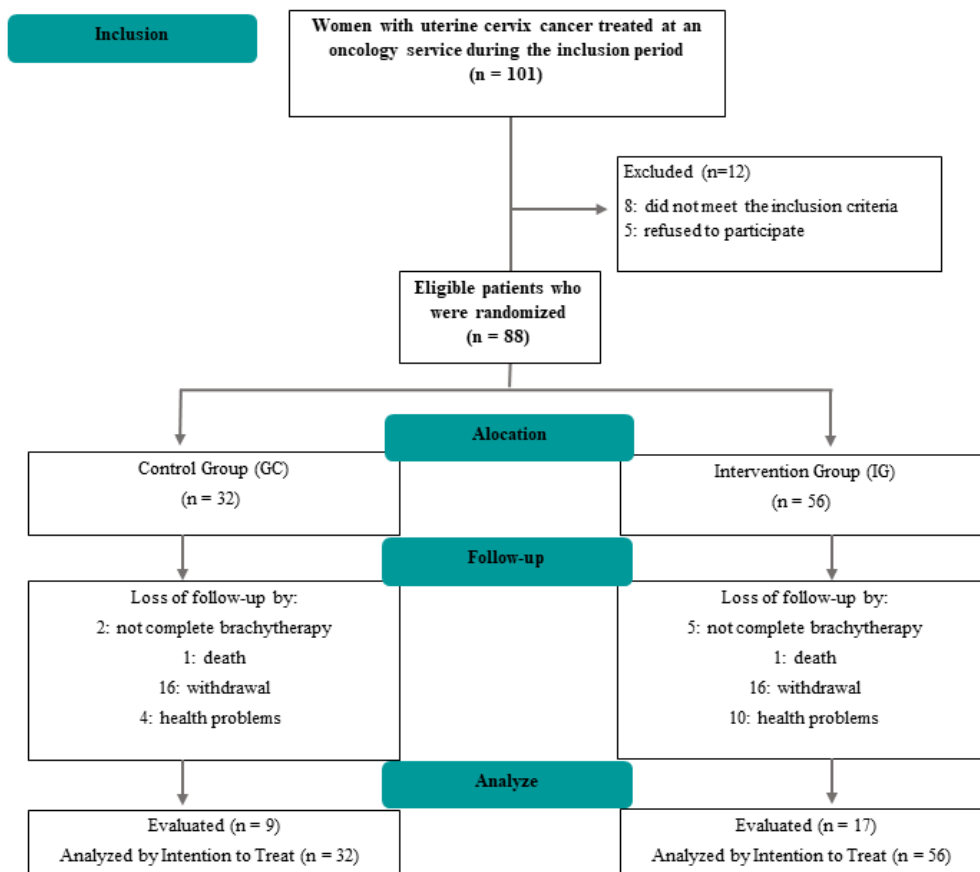 Inclusion
Women with uterine cervix cancer treated at an
oncology service during the inclusion period
(n = 101)
Excluded (n=12)
8: did not meet the inclusion criteria
5: refused to participate
Eligible patients who
were randomized
(n = 88)
Alocation
Control Group (GC)
(n = 32)
Intervention Group (IG)
(n = 56)
Follow-up
Loss of follow-up by:
2: not complete brachytherapy
1: death
16: withdrawal
4: health problems
Loss of follow-up by:
5: not complete brachytherapy
1: death
16: withdrawal
10: health problems
Analyze
Evaluated (n = 9)
Analyzed by Intention to Treat (n = 32)
Evaluated (n = 17)
Analyzed by Intention to Treat (n = 56)